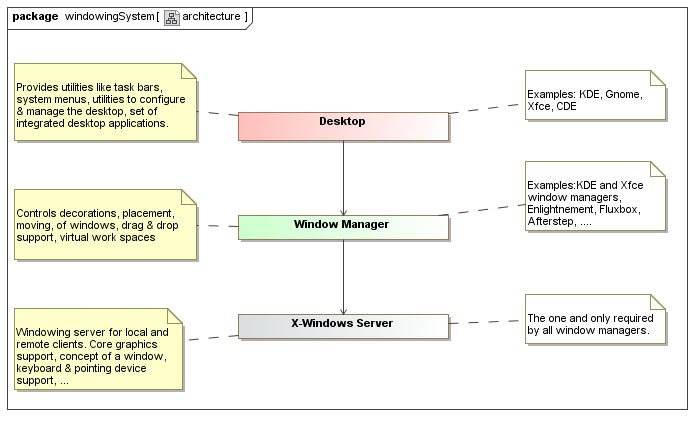 package windowingSystem[ architecture ]
Provides utilities like task bars,
system menus, utilities to configure
& manage the desktop, set of
integrated desktop applications.
Desktop
Examples: KDE, Gnome,
Xfce, CDE
Controls decorations, placement,
moving, of windows, drag & drop
support, virtual work spaces
Window Manager
Examples:KDE and Xfce
window managers,
Enlightnement, Fluxbox,
Afterstep, ....
Windowing server for local and
remote clients. Core graphics
support, concept of a window,
keyboard & pointing device
support, ...
X-Windows Server
The one and only required
by all window managers.